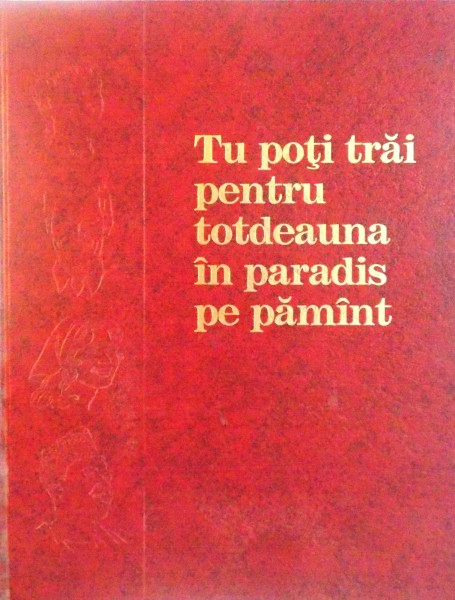 Tu poţi trăi
pentru
totdeauna
în paradis
pe pămînt